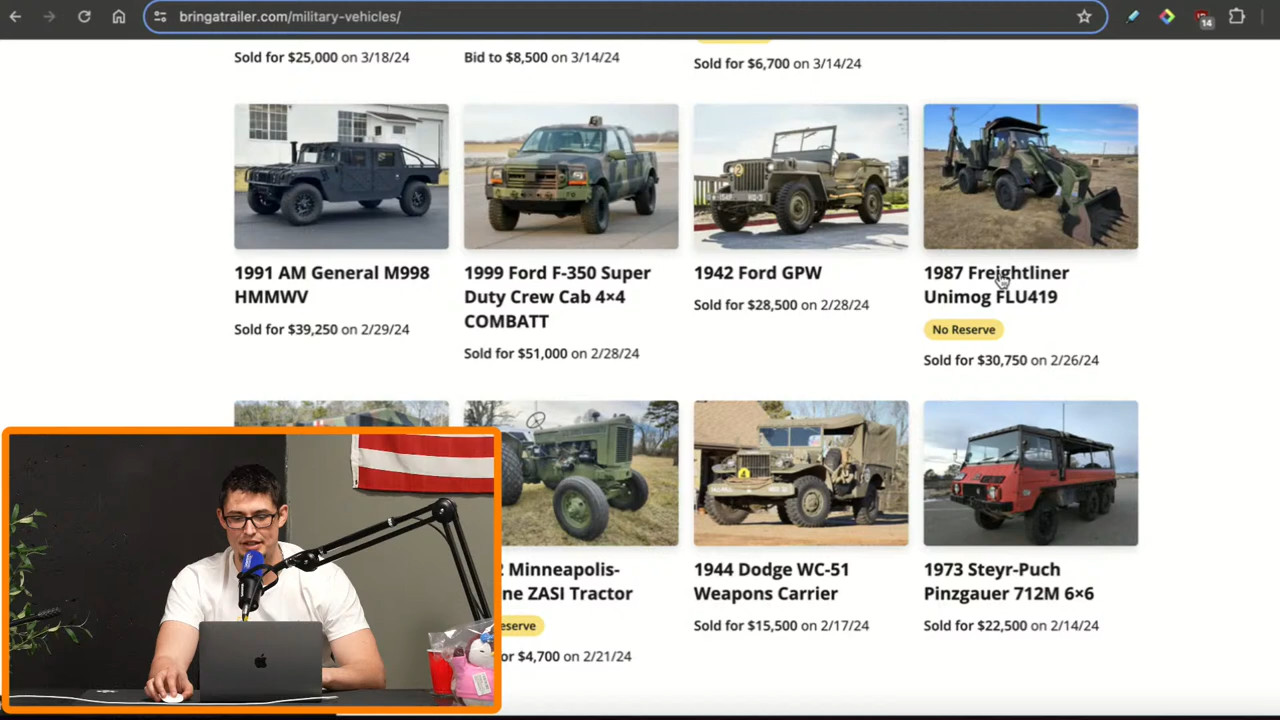 bringatrailer.com/military-vehicles/
14
Sold for $25,000 on 3/18/24
Bid to $8,500 on 3/14/24
Sold for $6,700 on 3/14/24
1991 AM General M998
HMMWV
Sold for $39,250 on 2/29/24
1999 Ford F-350 Super
Duty Crew Cab 4×4
COMBATT
Sold for $51,000 on 2/28/24
1942 Ford GPW
Sold for $28,500 on 2/28/24
1987 Freightliner
Unimog FLU419
No Reserve
Sold for $30,750 on 2/26/24
Minneapolis-
ne ZASI Tractor
serve
or $4,700 on 2/21/24
1944 Dodge WC-51
Weapons Carrier
Sold for $15,500 on 2/17/24
1973 Steyr-Puch
Pinzgauer 712M 6×6
Sold for $22,500 on 2/14/24